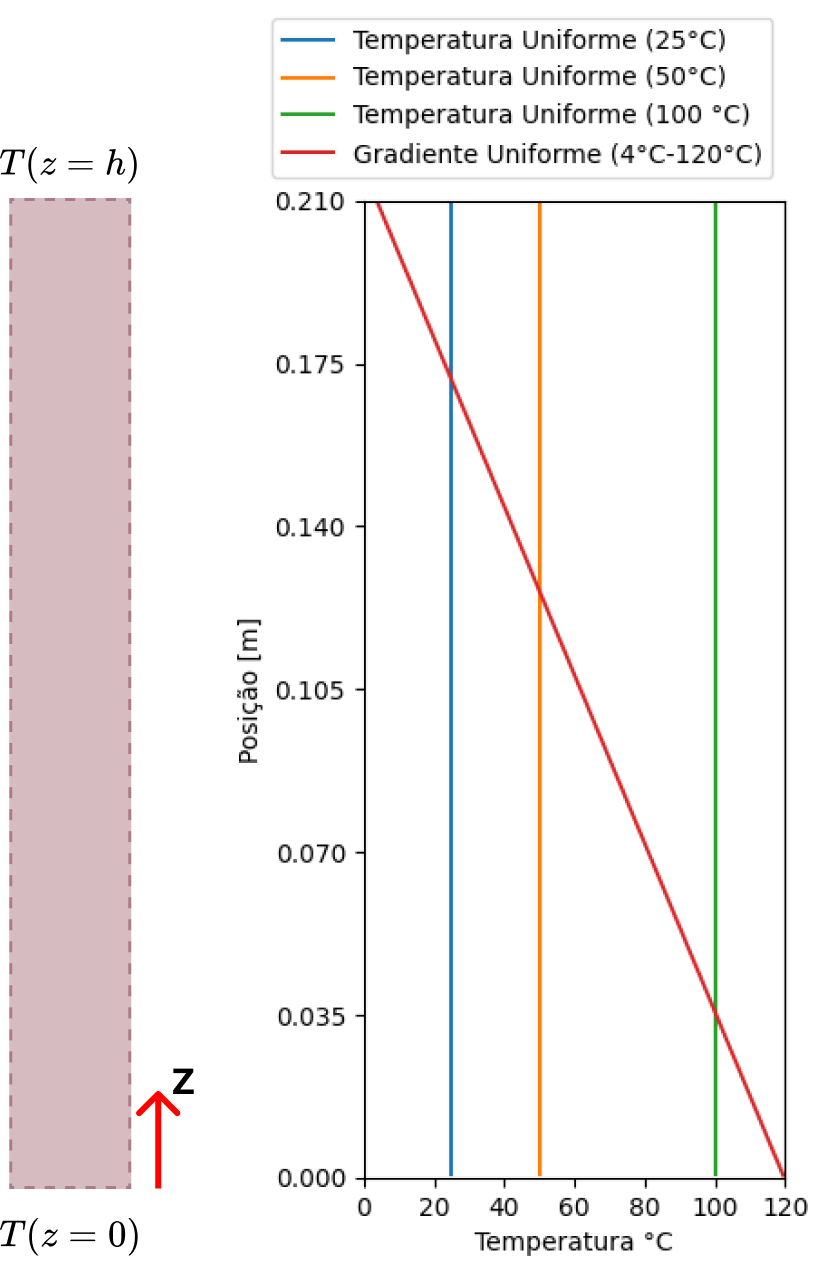 Temperatura Uniforme (25°C)
Temperatura Uniforme (50°C)
Temperatura Uniforme (100 °C)
Gradiente Uniforme (4°C-120°C)
T(z = h)
0.210
0.175
0.140
0.105
0.070
0.035
0.000
Posição [m]
Z
T(z = 0)
0 20 40 60 80 100 120
Temperatura °C